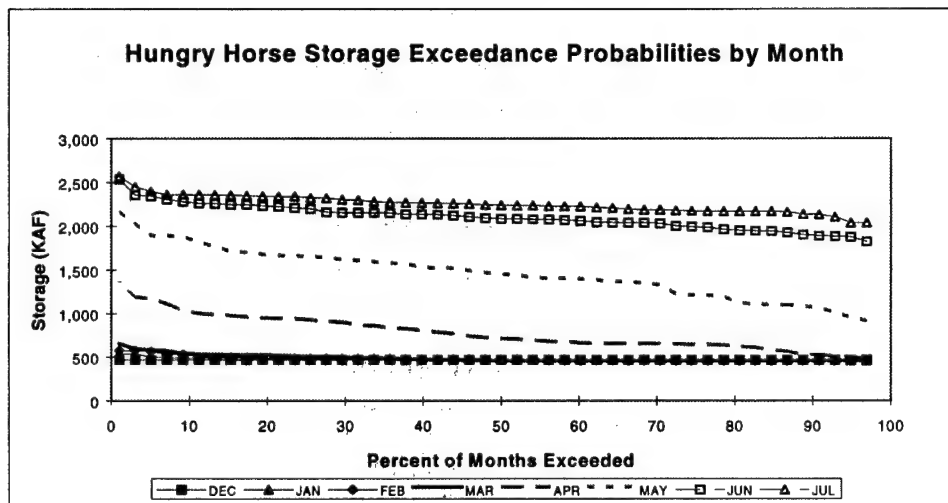 Hungry Horse Storage Exceedance Probabilities by Month
3,000
2,500
2,000
1,500
1,000
500
0
Storage (KAF)
0 10 20 30 40 50 60 70 80 90 100
Percent of Months Exceeded
DEC JAN FEB MAR APR MAY JUN JUL